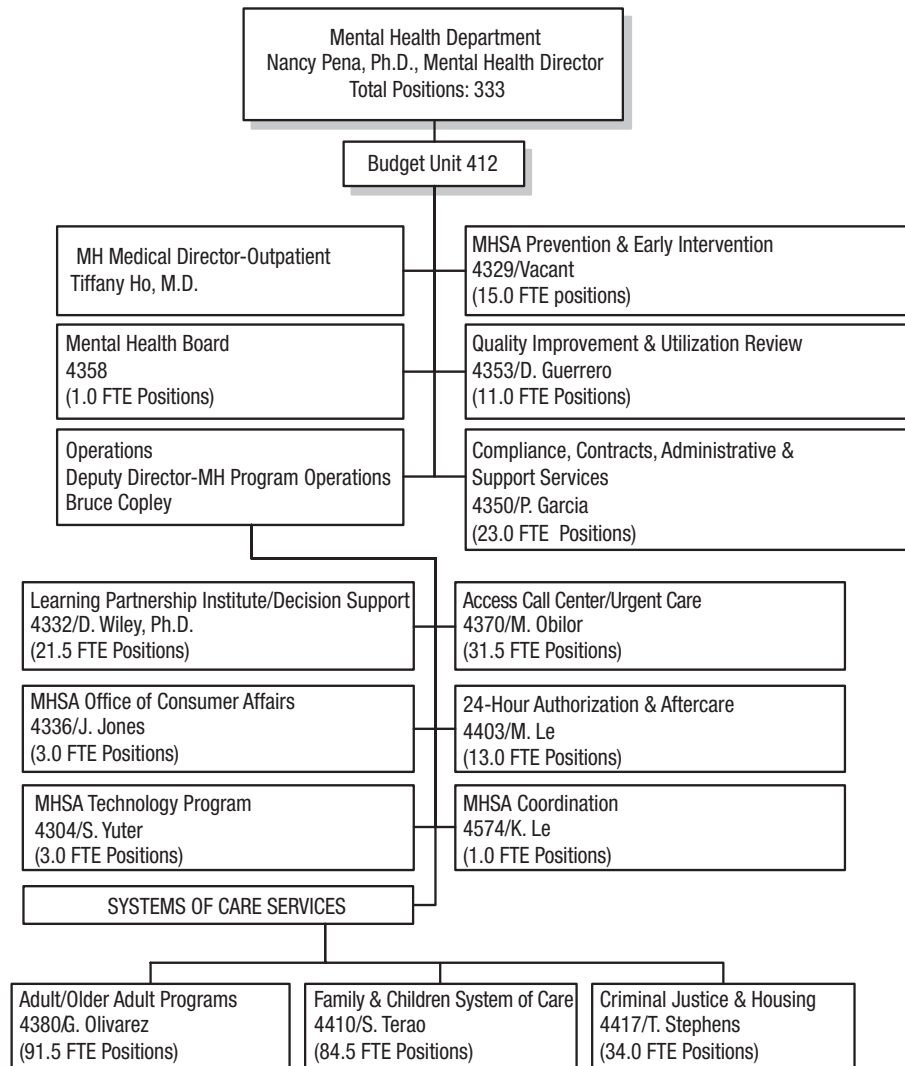 Mental Health Department
Nancy Pena, Ph.D., Mental Health Director
Total Positions: 333
Budget Unit 412
MH Medical Director-Outpatient
Tiffany Ho, M.D.
MHSA Prevention & Early Intervention
4329/Vacant
(15.0 FTE positions)
Mental Health Board
4358
(1.0 FTE Positions)
Quality Improvement & Utilization Review
4353/D. Guerrero
(11.0 FTE Positions)
Operations
Deputy Director-MH Program Operations
Bruce Copley
Compliance, Contracts, Administrative &
Support Services
4350/P. Garcia
(23.0 FTE Positions)
Learning Partnership Institute/Decision Support
4332/D. Wiley, Ph.D.
(21.5 FTE Positions)
Access Call Center/Urgent Care
4370/M. Obilor
(31.5 FTE Positions)
MHSA Office of Consumer Affairs
4336/J. Jones
(3.0 FTE Positions)
24-Hour Authorization & Aftercare
4403/M. Le
(13.0 FTE Positions)
MHSA Technology Program
4304/S. Yuter
(3.0 FTE Positions)
MHSA Coordination
4574/K. Le
(1.0 FTE Positions)
SYSTEMS OF CARE SERVICES
Adult/Older Adult Programs
4380/G. Olivarez
(91.5 FTE Positions)
Family & Children System of Care
4410/S. Terao
(84.5 FTE Positions)
Criminal Justice & Housing
4417/T. Stephens
(34.0 FTE Positions)